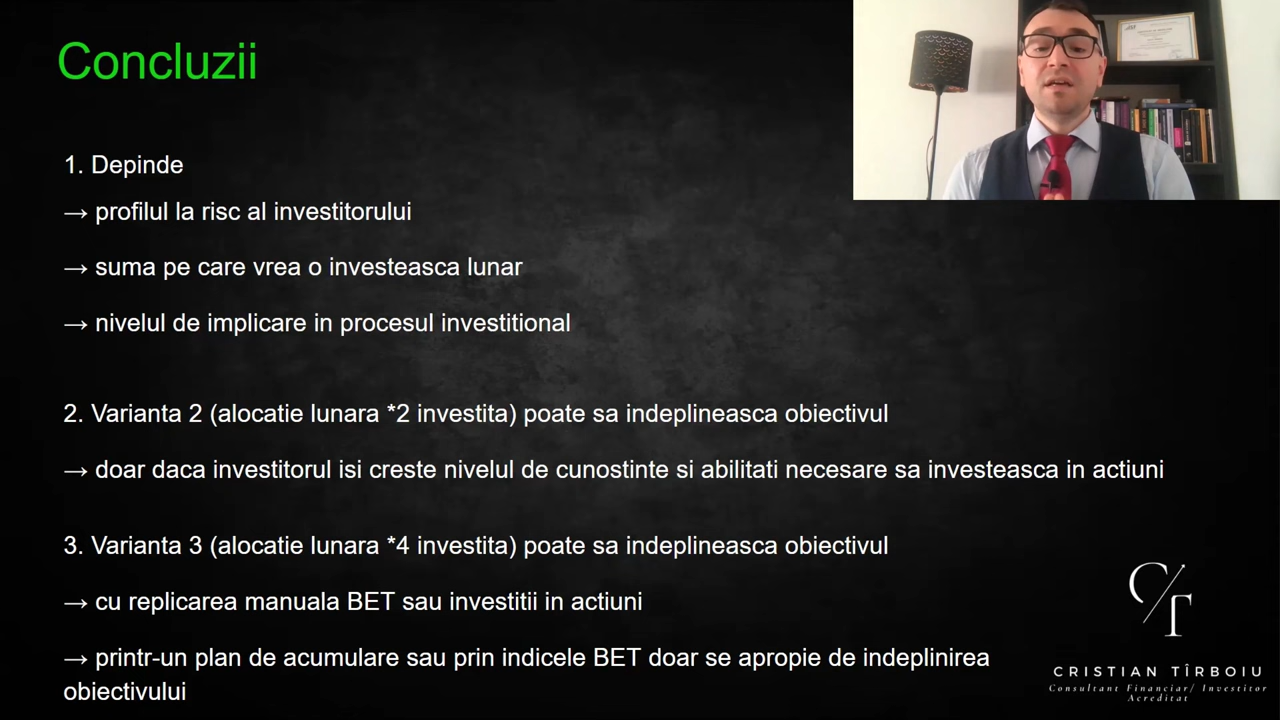 Concluzii
1. Depinde
→ profilul la risc al investitorului
→ suma pe care vrea o investeasca lunar
→ nivelul de implicare in procesul investitional
2. Varianta 2 (alocatie lunara *2 investita) poate sa indeplineasca obiectivul
→ doar daca investitorul isi creste nivelul de cunostinte si abilitati necesare sa investeasca in actiuni
3. Varianta 3 (alocatie lunara *4 investita) poate sa indeplineasca obiectivul
→ cu replicarea manuala BET sau investitii in actiuni
→ printr-un plan de acumulare sau prin indicele BET doar se apropie de indeplinirea
obiectivului
CT
CRISTIAN TÎRBOIU
Consultant Financiar/ Investitor
Acreditat